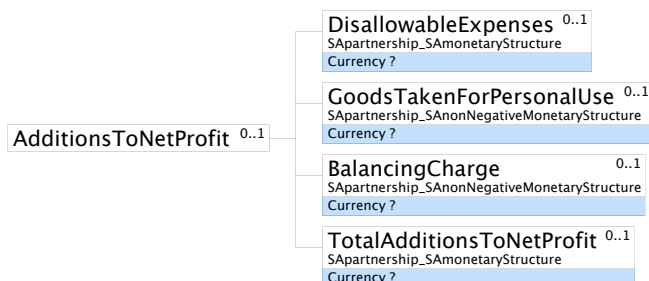 DisallowableExpenses 0..1
SApartnership_SAmonetaryStructure
Currency ?
GoodsTakenForPersonalUse 0..1
SApartnership_SAnonNegativeMonetaryStructure
Currency ?
AdditionsToNetProfit 0..1
BalancingCharge 0..1
SApartnership_SAnonNegativeMonetaryStructure
Currency ?
TotalAdditionsToNetProfit 0..1
SApartnership_SAmonetaryStructure
Currency ?